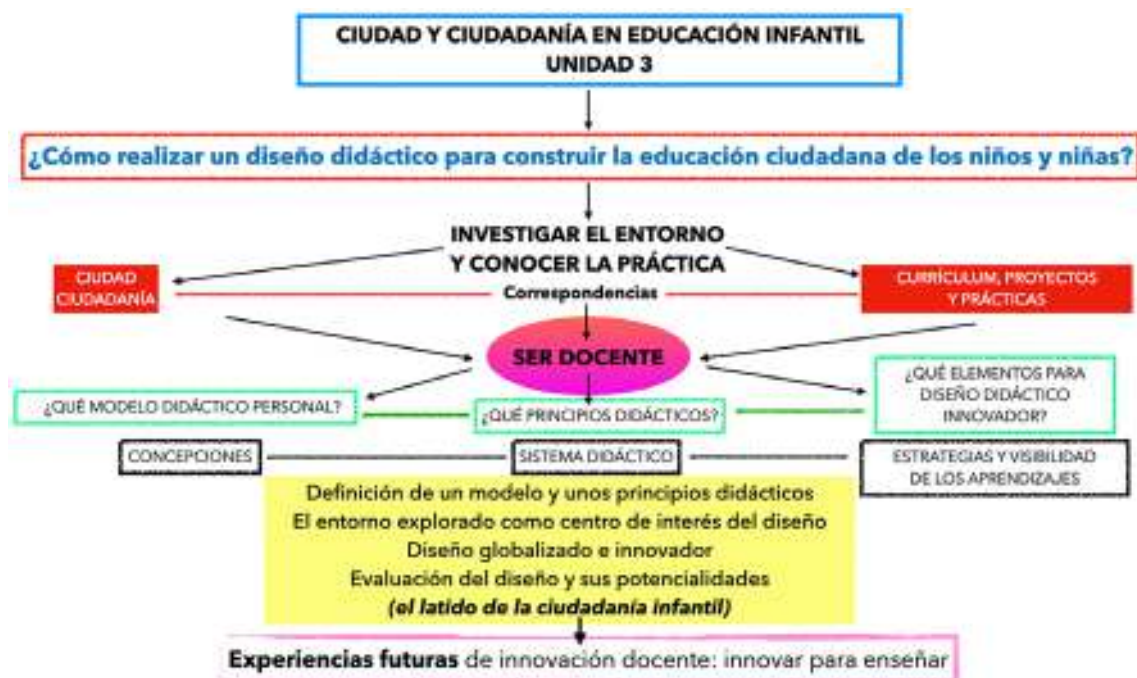 CIUDAD Y CIUDADANÍA EN EDUCACIÓN INFANTIL
UNIDAD 3
¿Cómo realizar un diseño didáctico para construir la educación ciudadana de los niños y niñas?
INVESTIGAR EL ENTORNO
Y CONOCER LA PRÁCTICA
CIUDAD
CIUDADANÍA
Correspondencias
CURRÍCULUM, PROYECTOS
Y PRÁCTICAS
SER DOCENTE
¿QUÉ MODELO DIDÁCTICO PERSONAL?
¿QUÉ PRINCIPIOS DIDÁCTICOS?
¿QUÉ ELEMENTOS PARA
DISEÑO DIDÁCTICO
INNOVADOR?
CONCEPCIONES
SISTEMA DIDÁCTICO
ESTRATEGIAS Y VISIBILIDAD
DE LOS APRENDIZAJES
Definición de un modelo y unos principios didácticos
El entorno explorado como centro de interés del diseño
Diseño globalizado e innovador
Evaluación del diseño y sus potencialidades
(el latido de la ciudadanía infantil)
Experiencias futuras de innovación docente: innovar para enseñar